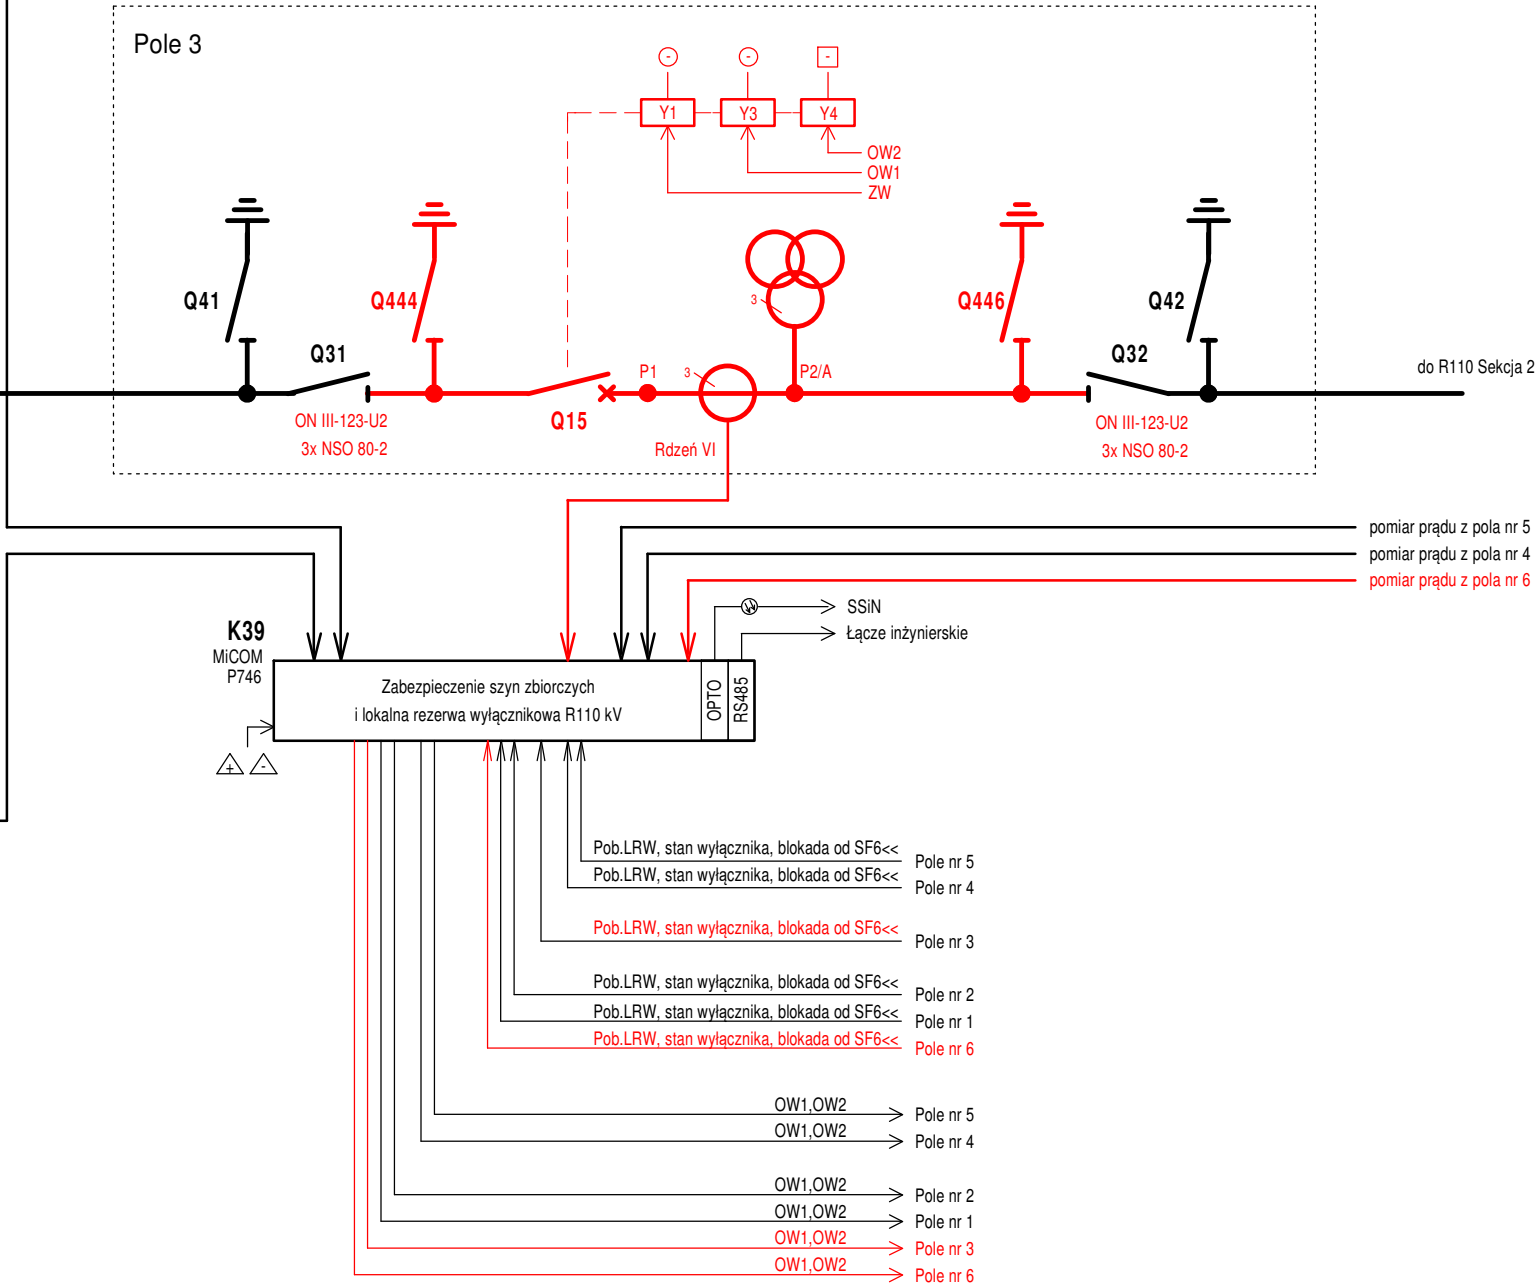 Pole 3
-
-
-
Y1
Y3
Y4
OW2
OW1
ZW
Q41
Q444
Q446
Q42
3
Q31
Q32
do R110 Sekcja 2
P1
3
P2/A
ON III-123-U2
3x NSO 80-2
Q15
Rdzeń VI
ON III-123-U2
3x NSO 80-2
pomiar prądu z pola nr 5
pomiar prądu z pola nr 4
pomiar prądu z pola nr 6
SSiN
Łącze inżynierskie
K39
MiCOM
P746
Zabezpieczenie szyn zbiorczych
i lokalna rezerwa wyłącznikowa R110 kV
OPTO
RS485
+
-
Pob.LRW, stan wyłącznika, blokada od SF6<< Pole nr 5
Pob.LRW, stan wyłącznika, blokada od SF6<< Pole nr 4
Pob.LRW, stan wyłącznika, blokada od SF6<< Pole nr 3
Pob.LRW, stan wyłącznika, blokada od SF6<< Pole nr 2
Pob.LRW, stan wyłącznika, blokada od SF6<< Pole nr 1
Pob.LRW, stan wyłącznika, blokada od SF6<< Pole nr 6
OW1,OW2 Pole nr 5
OW1,OW2 Pole nr 4
OW1,OW2 Pole nr 2
OW1,OW2 Pole nr 1
OW1,OW2 Pole nr 3
OW1,OW2 Pole nr 6